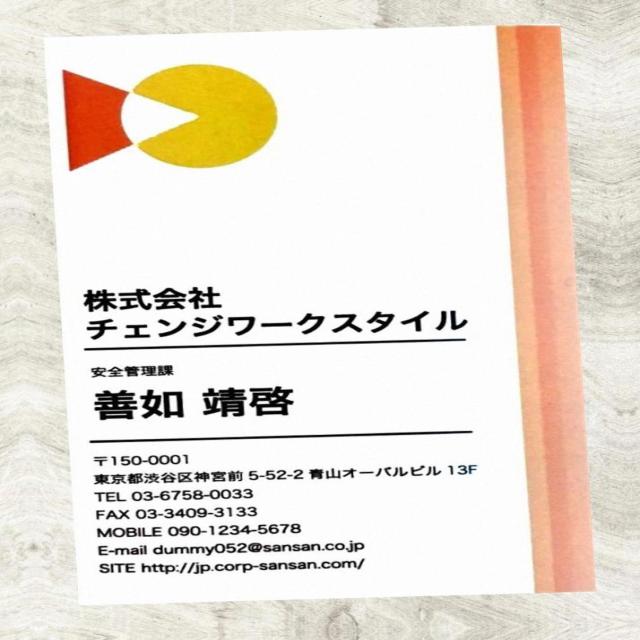 株式会社
チェンジワークスタイル
安全管理課
善如 靖啓
〒150-0001
東京都渋谷区神宮前 5-52-2 青山オーバルビル 13F
TEL 03-6758-0033
FAX 03-3409-3133
MOBILE 090-1234-5678
E-mail dummy052@sansan.co.jp
SITE http://jp.corp-sansan.com/